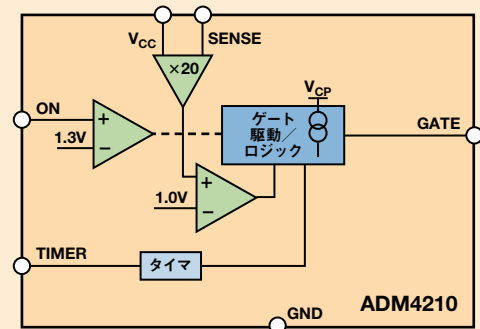 VCC
SENSE
×20
ON
+
1.3V
−
VCP
ゲート
駆動/
ロジック
GATE
+
1.0V
−
TIMER
タイマ
GND
ADM4210